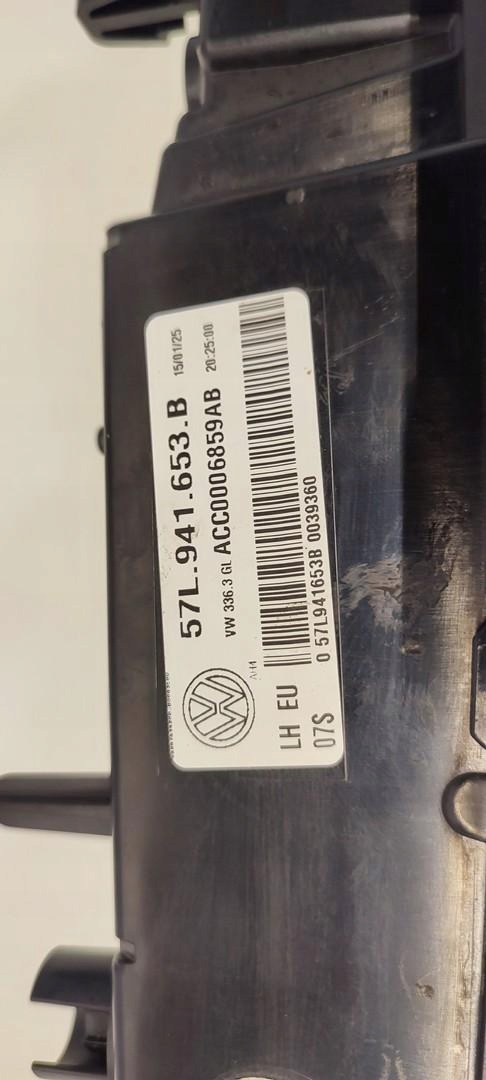 57L.941.653.B 15/01/25
VW 336.3 GL ACC0006859AB 20:25:00
AH4
0 57L941653B 0039360
LH EU
07S